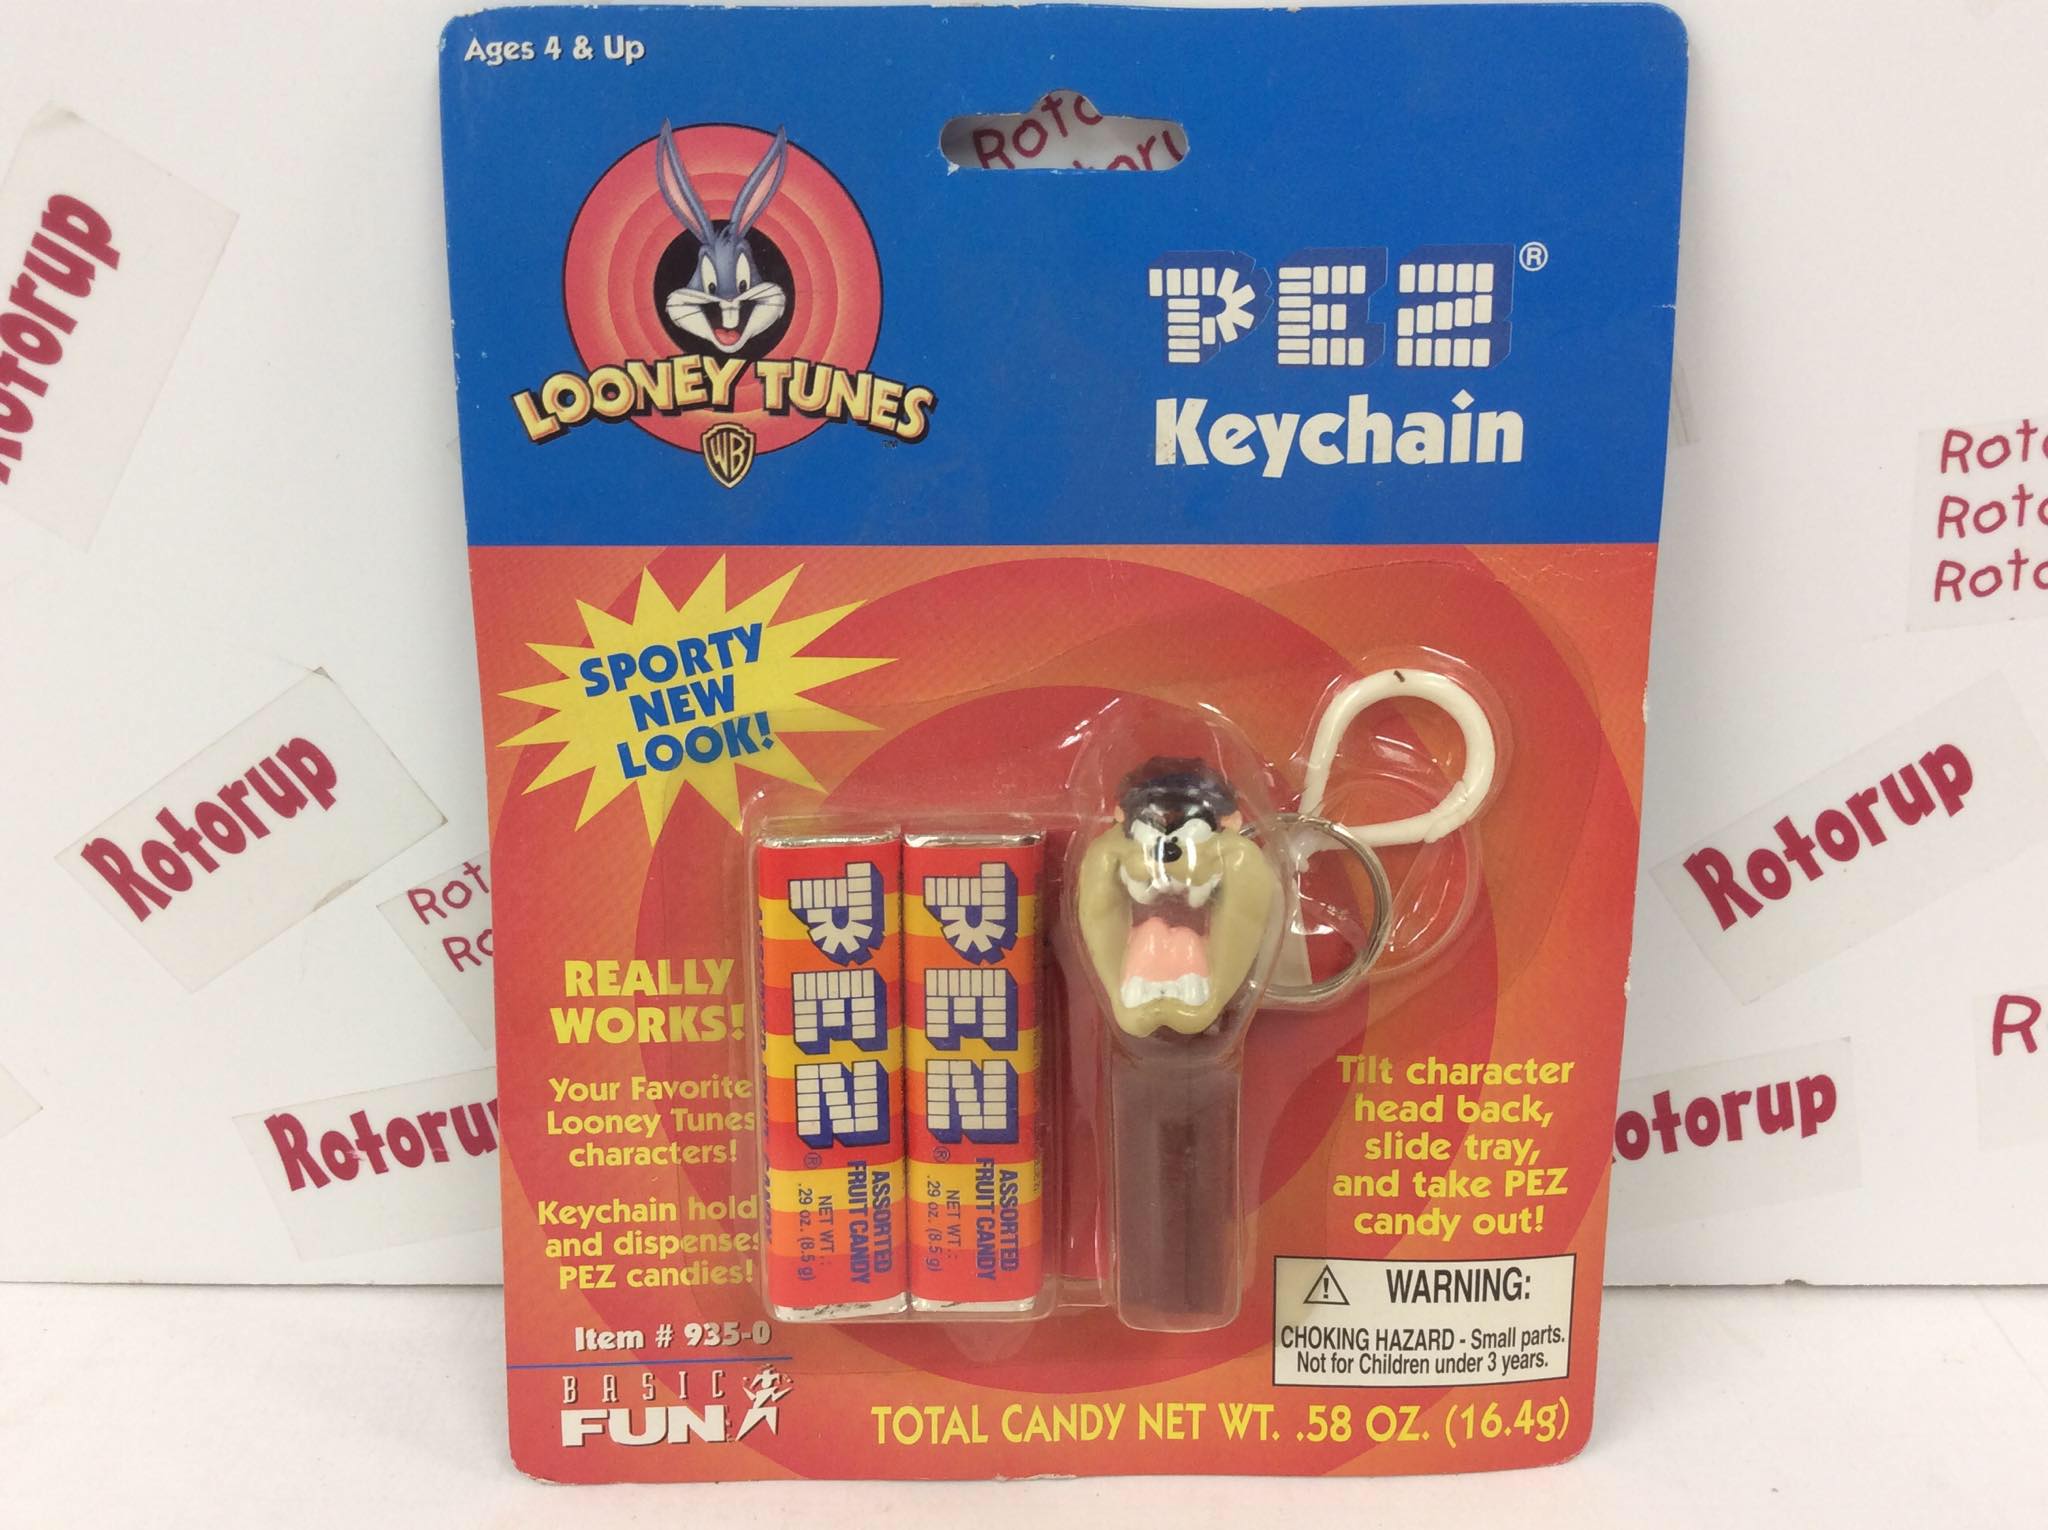 Ages 4 & Up
LOONEY TUNES
WB
TM
PEZ®
Keychain
SPORTY
NEW
LOOK!
REALLY
WORKS!
Your Favorite
Looney Tunes
characters!
Keychain hold
and dispenses
PEZ candies!
Item # 935-0
BASIC
FUN
PEZ®
ASSORTED
FRUIT CANDY
NET WT.:
.29 oz. (8.5 g)
PEZ®
ASSORTED
FRUIT CANDY
NET WT.:
.29 oz. (8.5 g)
Tilt character
head back,
slide tray,
and take PEZ
candy out!
WARNING:
CHOKING HAZARD - Small parts.
Not for Children under 3 years.
TOTAL CANDY NET WT. .58 OZ. (16.4g)
Rotorup
Rotorup
Rotorup
Rotorup